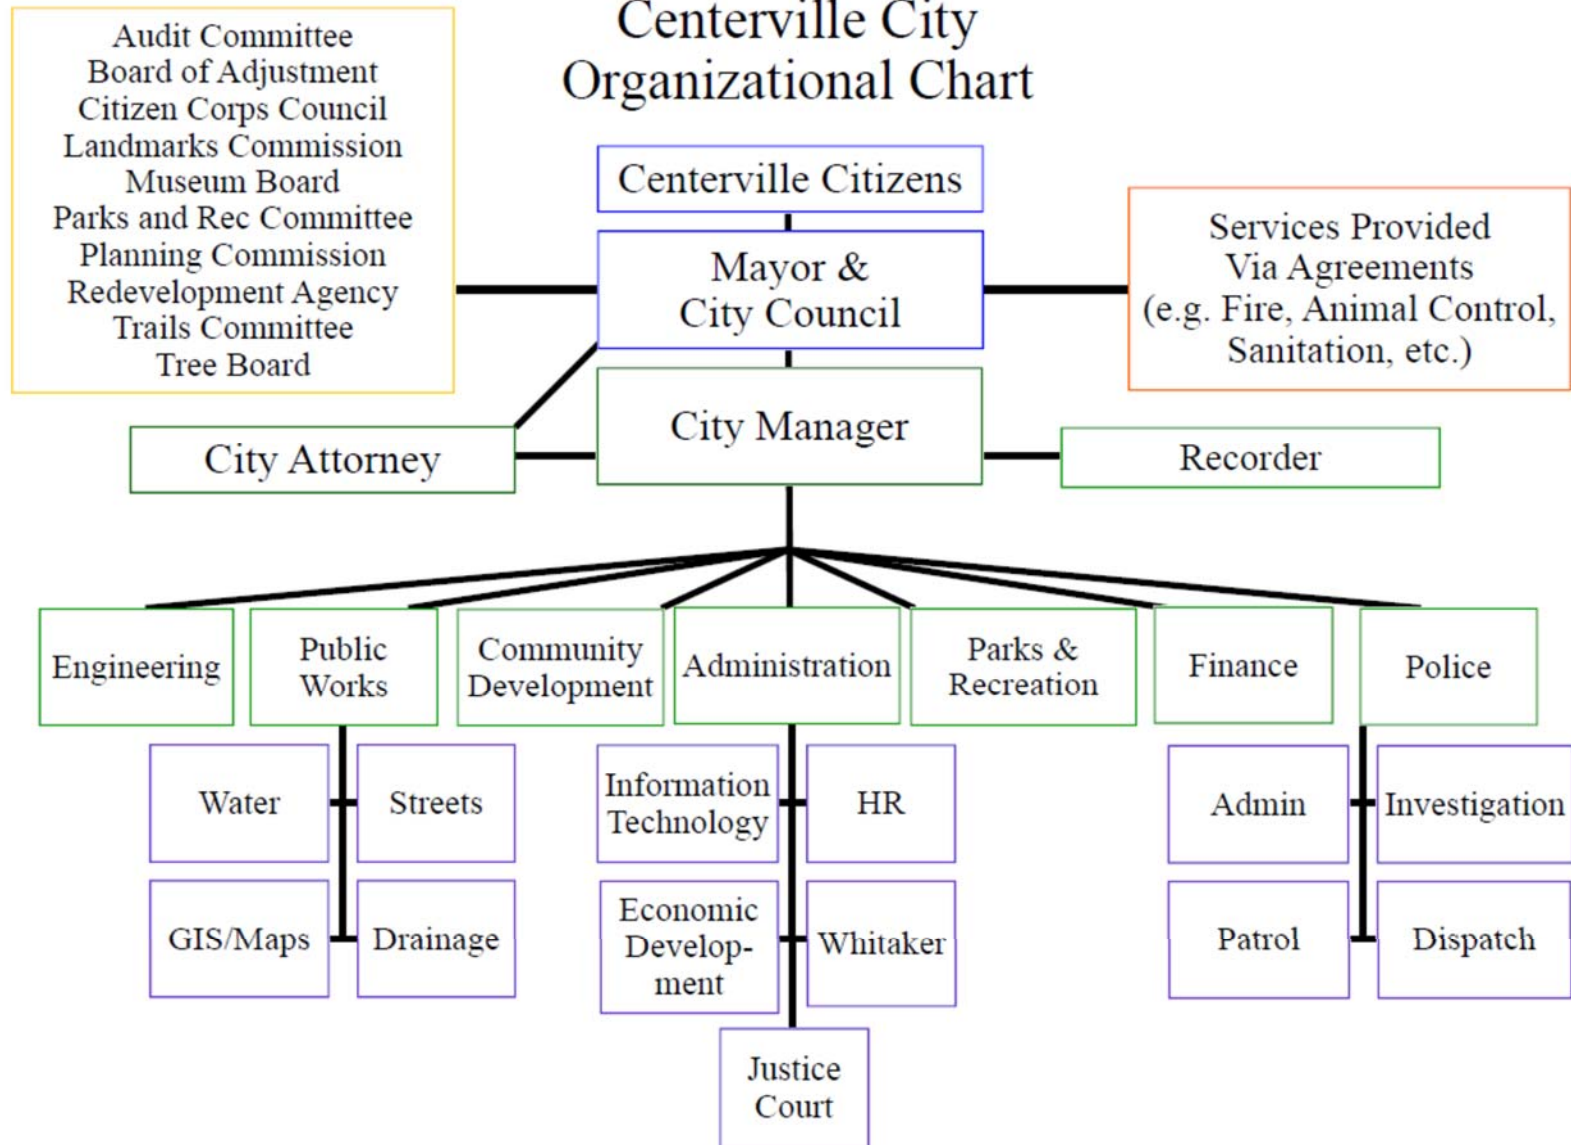 Centerville City
Organizational Chart
Audit Committee
Board of Adjustment
Citizen Corps Council
Landmarks Commission
Museum Board
Parks and Rec Committee
Planning Commission
Redevelopment Agency
Trails Committee
Tree Board
Centerville Citizens
Mayor &
City Council
Services Provided
Via Agreements
(e.g. Fire, Animal Control,
Sanitation, etc.)
City Manager
City Attorney
Recorder
Engineering
Public
Works
Community
Development
Administration
Parks &
Recreation
Finance
Police
Water
Streets
GIS/Maps
Drainage
Information
Technology
HR
Economic
Develop-
ment
Whitaker
Justice
Court
Admin
Investigation
Patrol
Dispatch